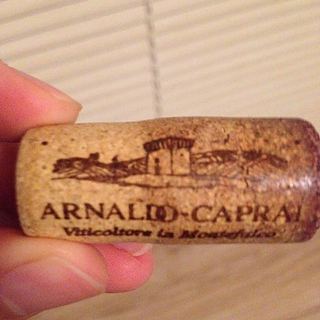 ARNALDO-CAPRAI
Viticoltore in Montefalco